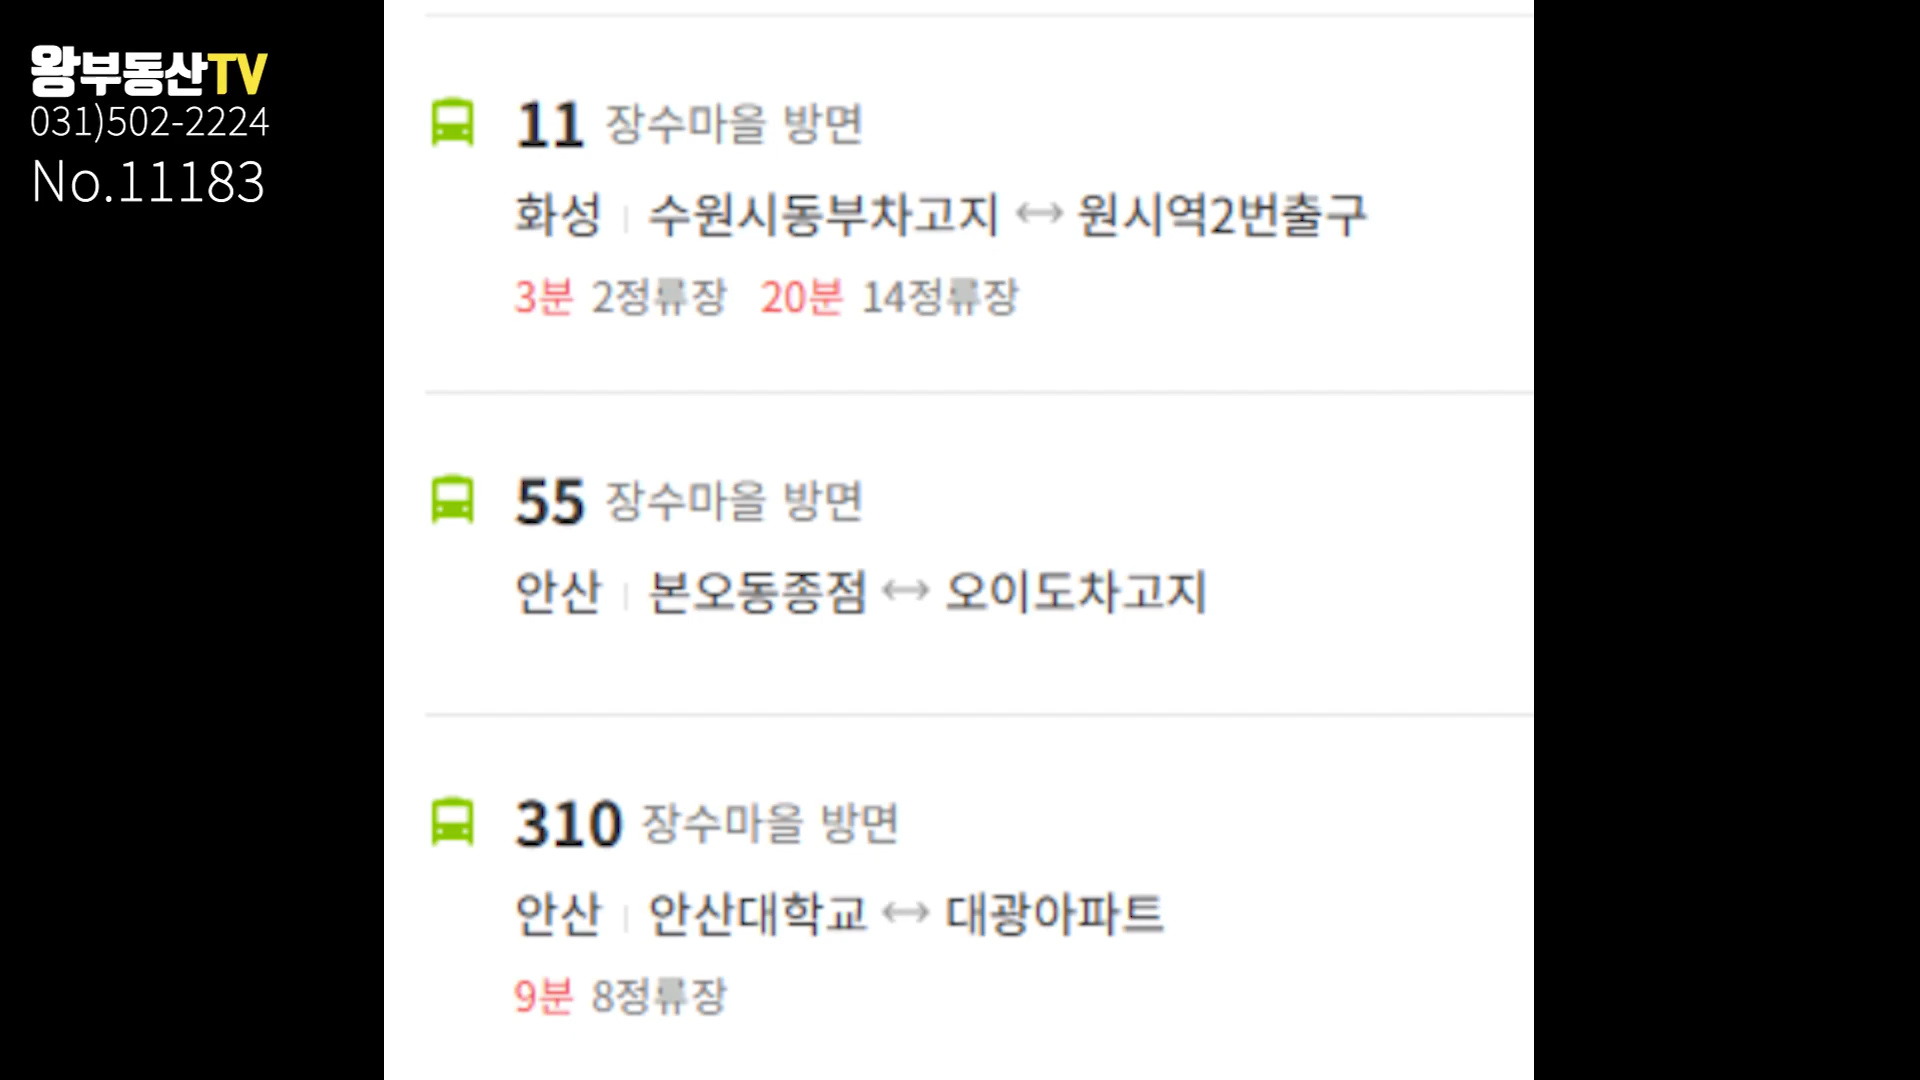 왕부동산TV
031)502-2224
No.11183
11 장수마을 방면
화성 | 수원시동부차고지 ↔ 원시역2번출구
3분 2정류장 20분 14정류장
55 장수마을 방면
안산 | 본오동종점 ↔ 오이도차고지
310 장수마을 방면
안산 | 안산대학교 ↔ 대광아파트
9분 8정류장